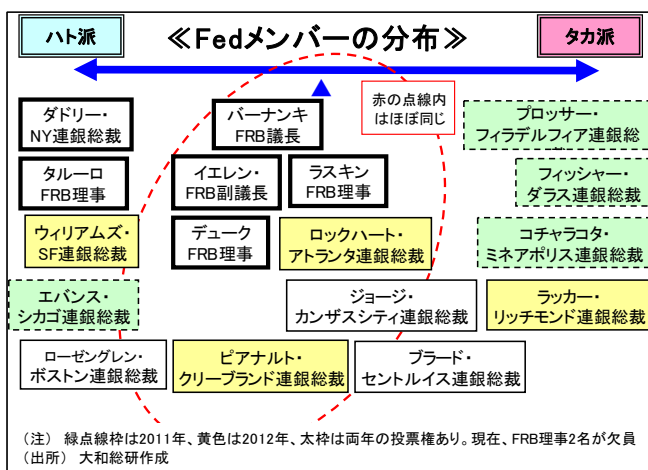 ハト派
≪Fedメンバーの分布≫
タカ派
赤の点線内
はほぼ同じ
ダドリー・
NY連銀総裁
バーナンキ
FRB議長
プロッサー・
フィラデルフィア連銀総
タルーロ
FRB理事
イエレン・
FRB副議長
ラスキン
FRB理事
フィッシャー・
ダラス連銀総裁
ウィリアムズ・
SF連銀総裁
デューク
FRB理事
ロックハート・
アトランタ連銀総裁
コチャラコタ・
ミネアポリス連銀総裁
エバンス・
シカゴ連銀総裁
ジョージ・
カンザスシティ連銀総裁
ラッカー・
リッチモンド連銀総裁
ローゼングレン・
ボストン連銀総裁
ピアナルト・
クリーブランド連銀総裁
ブラード・
セントルイス連銀総裁
（注） 緑点線枠は2011年、黄色は2012年、太枠は両年の投票権あり。現在、FRB理事2名が欠員
（出所） 大和総研作成